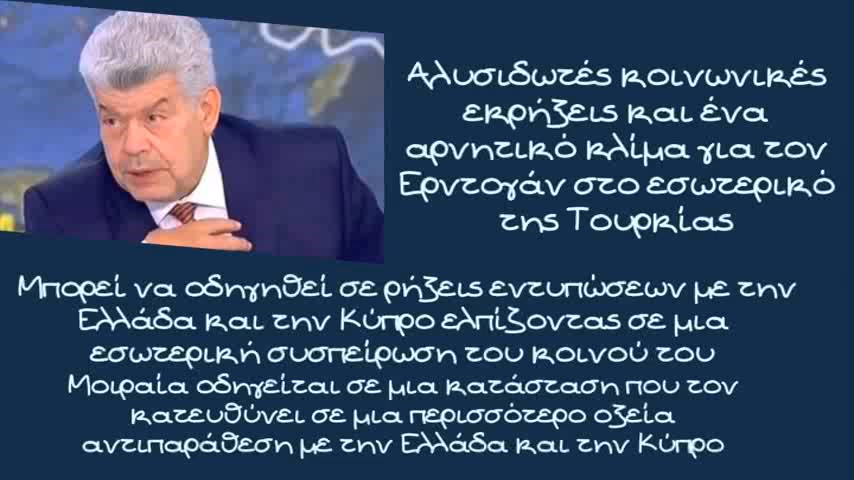 Αλυσιδωτές κοινωνικές
εκρήξεις και ένα
αρνητικό κλίμα για τον
Ερντογάν στο εσωτερικό
της Τουρκίας
Μπορεί να οδηγηθεί σε ρήξεις εντυπώσεων με την
Ελλάδα και την Κύπρο ελπίζοντας σε μια
εσωτερική συσπείρωση του κοινού του
Μοιραία οδηγείται σε μια κατάσταση που τον
κατευθύνει σε μια περισσότερο οξεία
αντιπαράθεση με την Ελλάδα και την Κύπρο